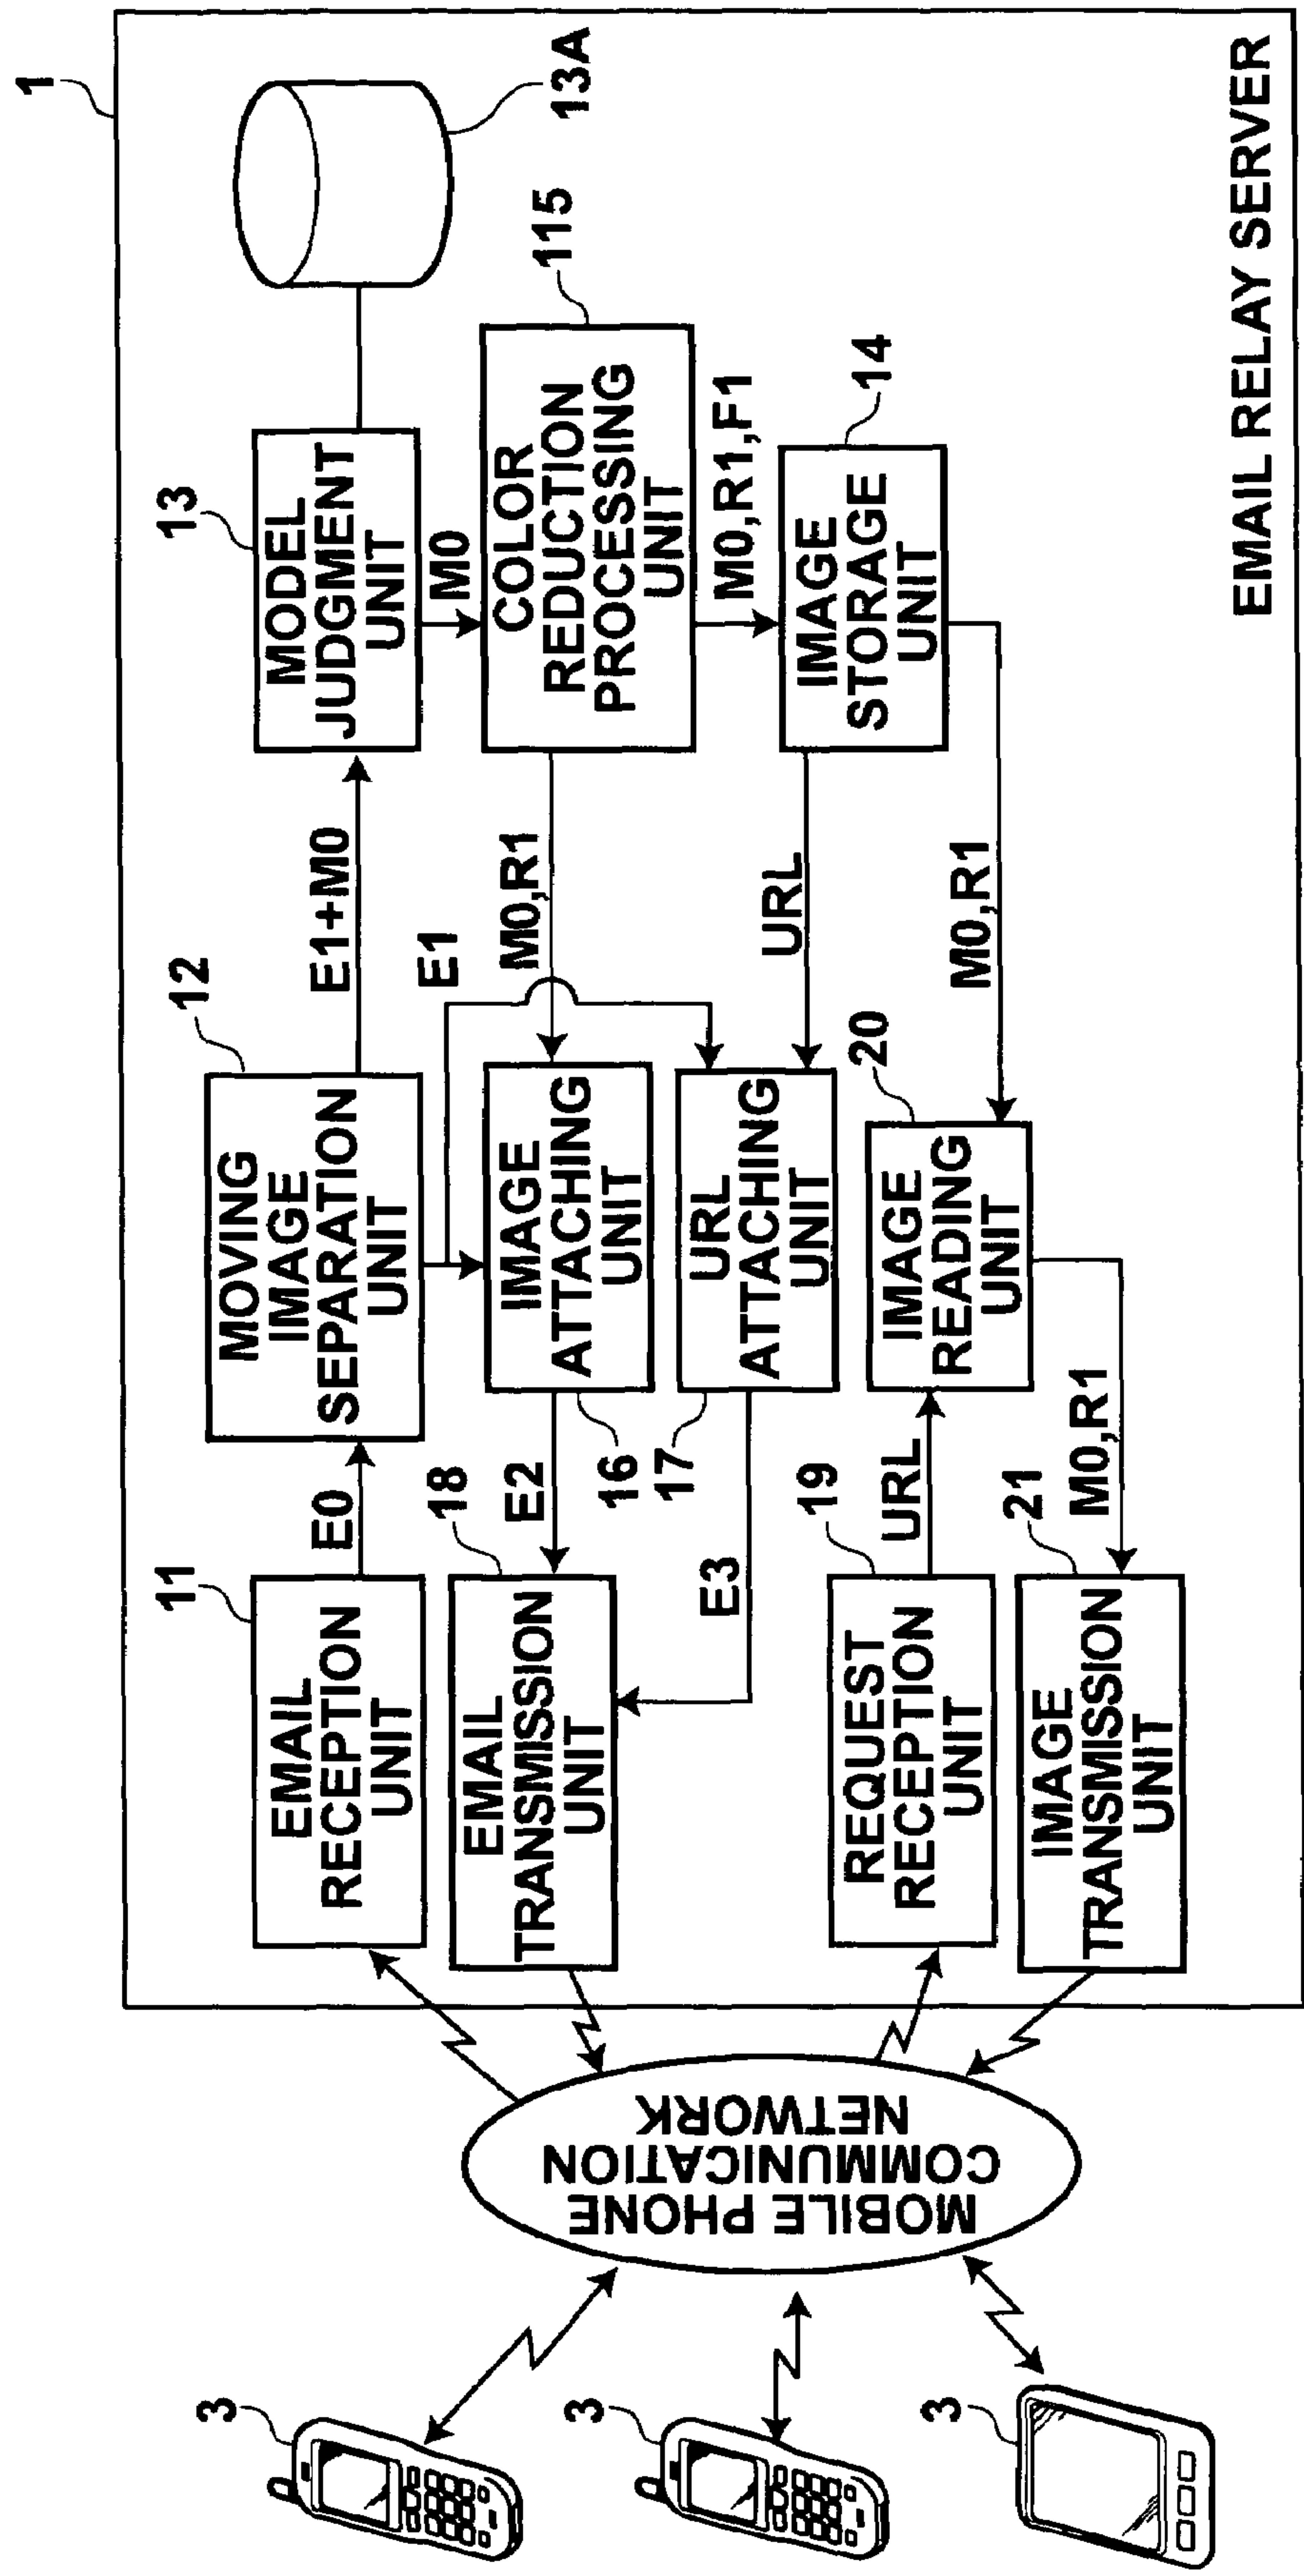 1
13A
13
MODEL
JUDGMENT
UNIT
M0
115
COLOR
REDUCTION
PROCESSING
UNIT
M0,R1,F1
14
IMAGE
STORAGE
UNIT
12
MOVING
IMAGE
SEPARATION
UNIT
E1+M0
E1
M0,R1
URL
M0,R1
IMAGE
ATTACHING
UNIT
16
URL
ATTACHING
UNIT
17
20
IMAGE
READING
UNIT
11
EMAIL
RECEPTION
UNIT
E0
18
EMAIL
TRANSMISSION
UNIT
E2
E3
19
REQUEST
RECEPTION
UNIT
URL
21
IMAGE
TRANSMISSION
UNIT
M0,R1
EMAIL RELAY SERVER
MOBILE PHONE
COMMUNICATION
NETWORK
3
3
3